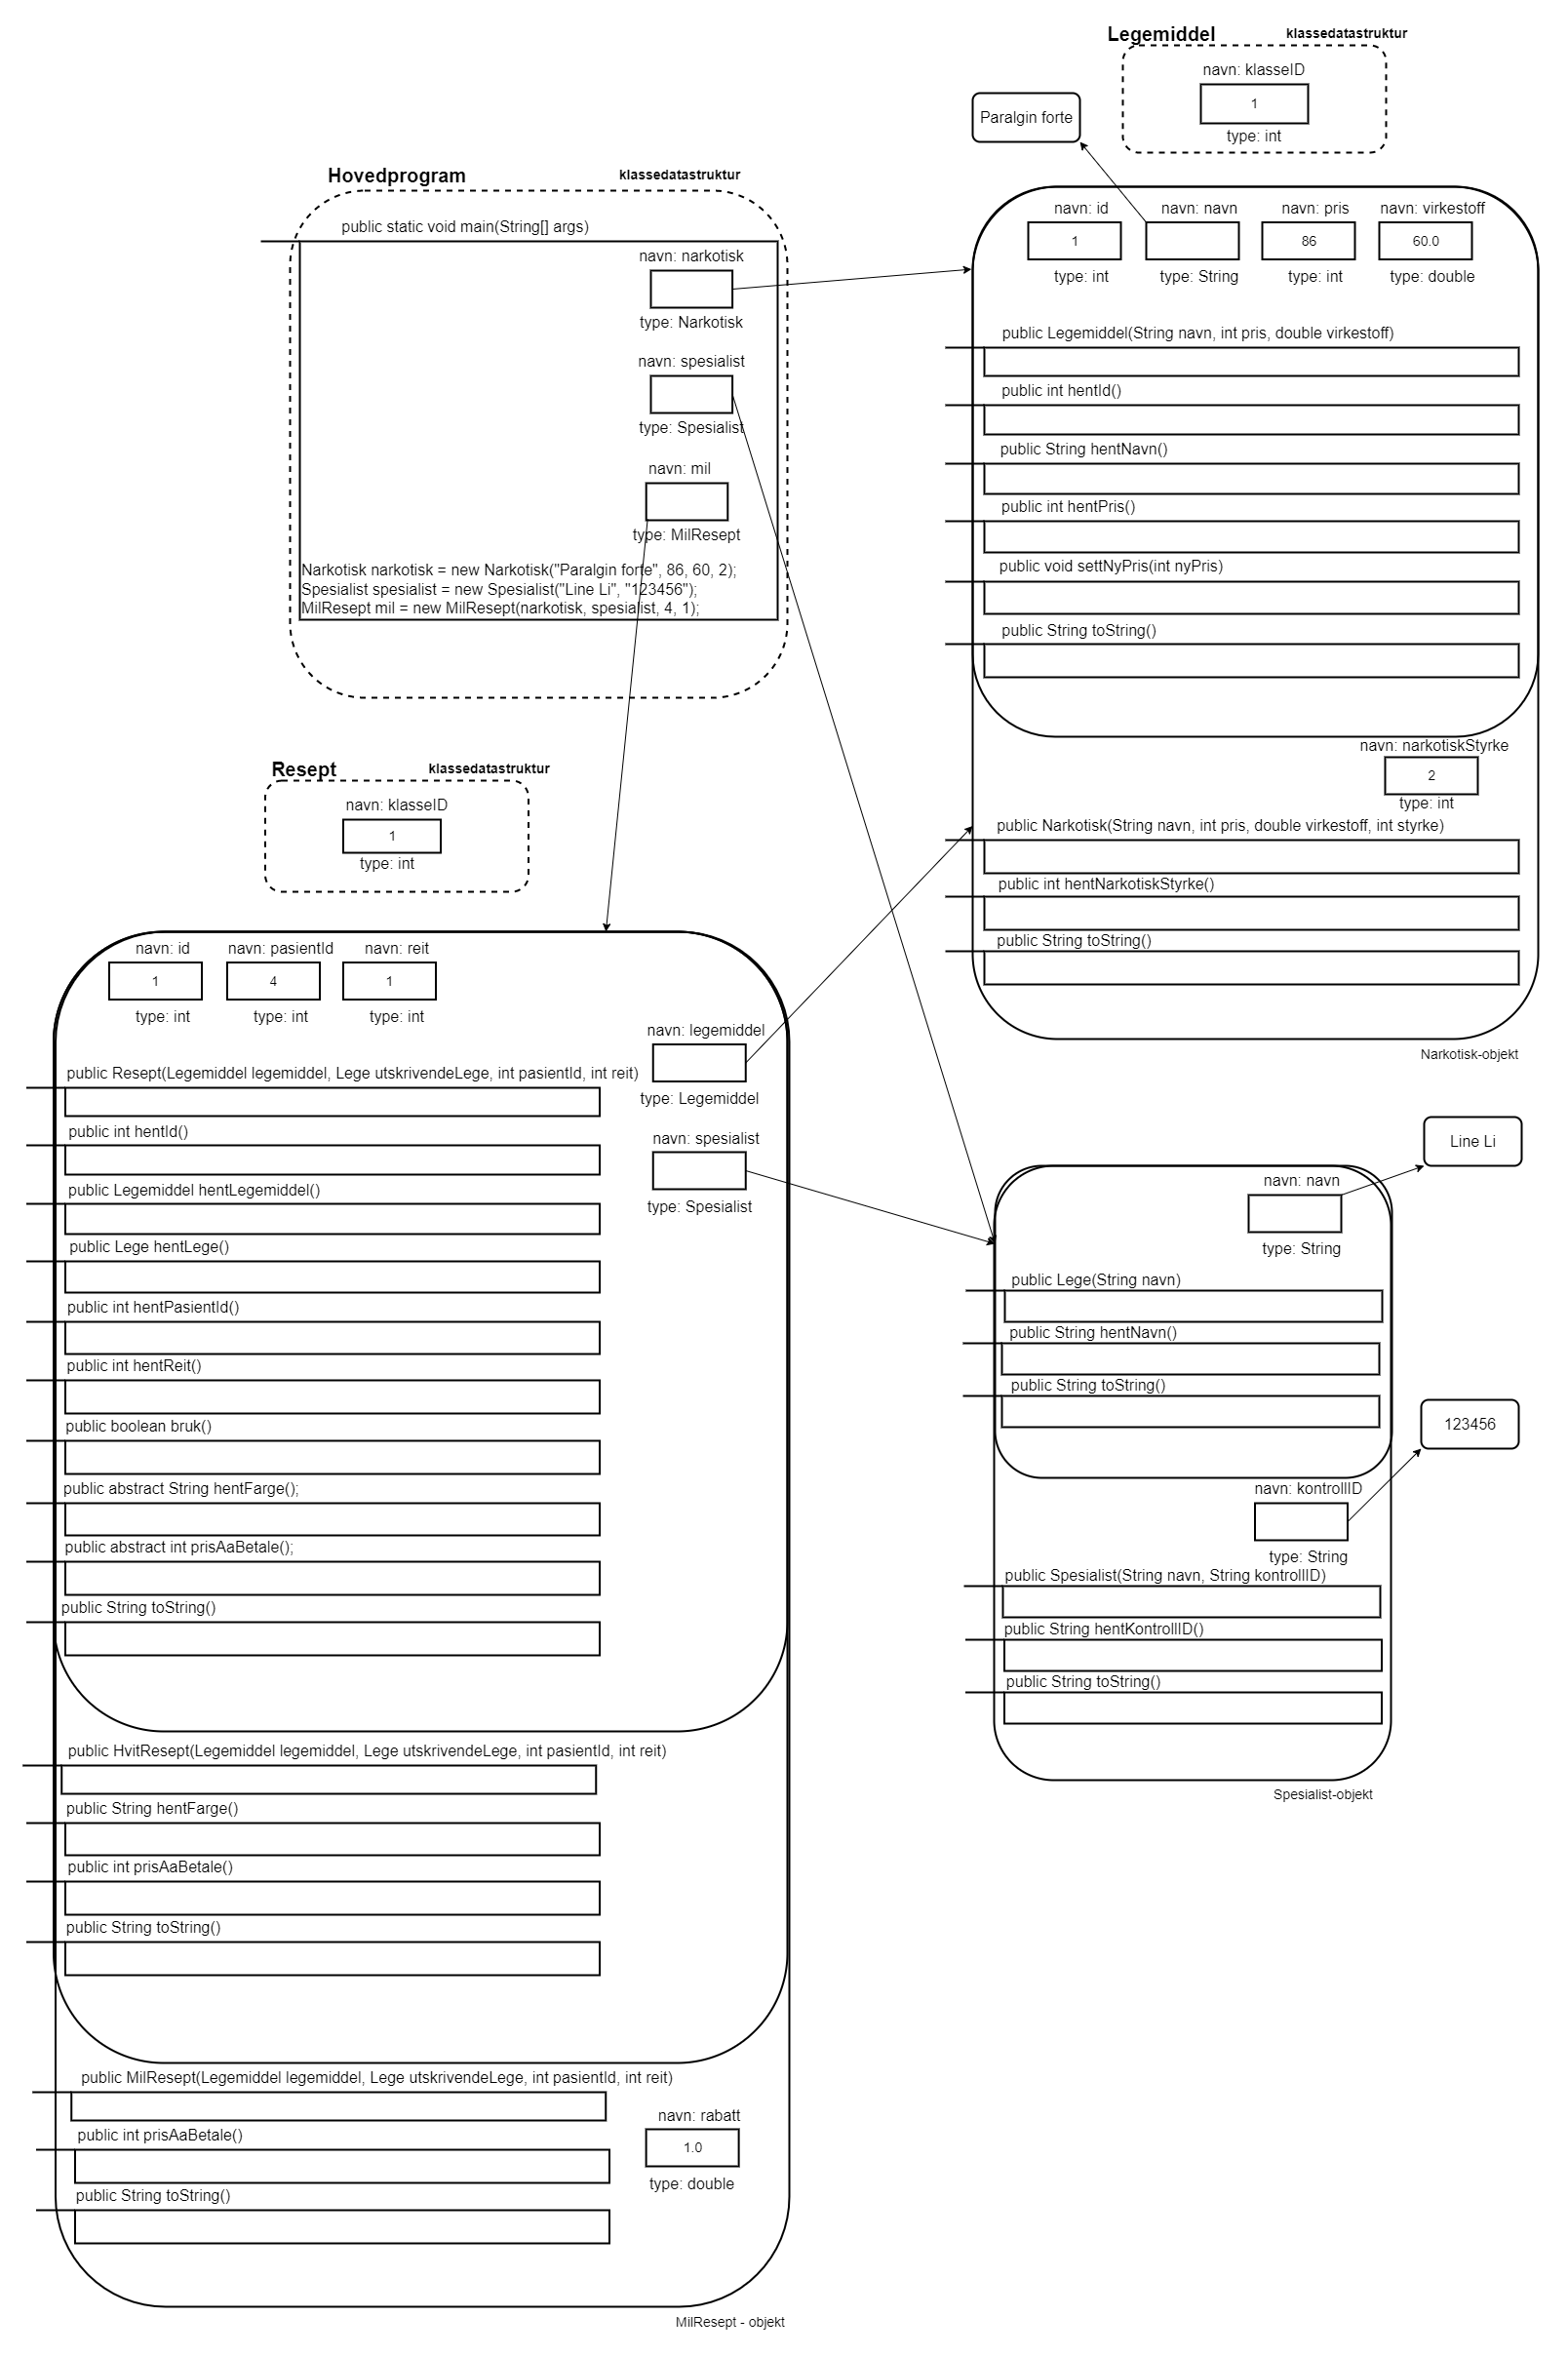 Legemiddel
klassedatastruktur
navn: klasseID
1
type: int
Paralgin forte
Hovedprogram
klassedatastruktur
public static void main(String[] args)
navn: narkotisk
type: Narkotisk
navn: spesialist
type: Spesialist
navn: mil
type: MilResept
Narkotisk narkotisk = new Narkotisk("Paralgin forte", 86, 60, 2);
Spesialist spesialist = new Spesialist("Line Li", "123456");
MilResept mil = new MilResept(narkotisk, spesialist, 4, 1);
navn: id
1
type: int
navn: navn
type: String
navn: pris
86
type: int
navn: virkestoff
60.0
type: double
public Legemiddel(String navn, int pris, double virkestoff)
public int hentId()
public String hentNavn()
public int hentPris()
public void settNyPris(int nyPris)
public String toString()
navn: narkotiskStyrke
2
type: int
public Narkotisk(String navn, int pris, double virkestoff, int styrke)
public int hentNarkotiskStyrke()
public String toString()
Narkotisk-objekt
Resept
klassedatastruktur
navn: klasseID
1
type: int
navn: id
1
type: int
navn: pasientId
4
type: int
navn: reit
1
type: int
navn: legemiddel
type: Legemiddel
navn: spesialist
type: Spesialist
public Resept(Legemiddel legemiddel, Lege utskrivendeLege, int pasientId, int reit)
public int hentId()
public Legemiddel hentLegemiddel()
public Lege hentLege()
public int hentPasientId()
public int hentReit()
public boolean bruk()
public abstract String hentFarge();
public abstract int prisAaBetale();
public String toString()
public HvitResept(Legemiddel legemiddel, Lege utskrivendeLege, int pasientId, int reit)
public String hentFarge()
public int prisAaBetale()
public String toString()
public MilResept(Legemiddel legemiddel, Lege utskrivendeLege, int pasientId, int reit)
public int prisAaBetale()
public String toString()
navn: rabatt
1.0
type: double
MilResept - objekt
Line Li
navn: navn
type: String
public Lege(String navn)
public String hentNavn()
public String toString()
123456
navn: kontrollID
type: String
public Spesialist(String navn, String kontrollID)
public String hentKontrollID()
public String toString()
Spesialist-objekt